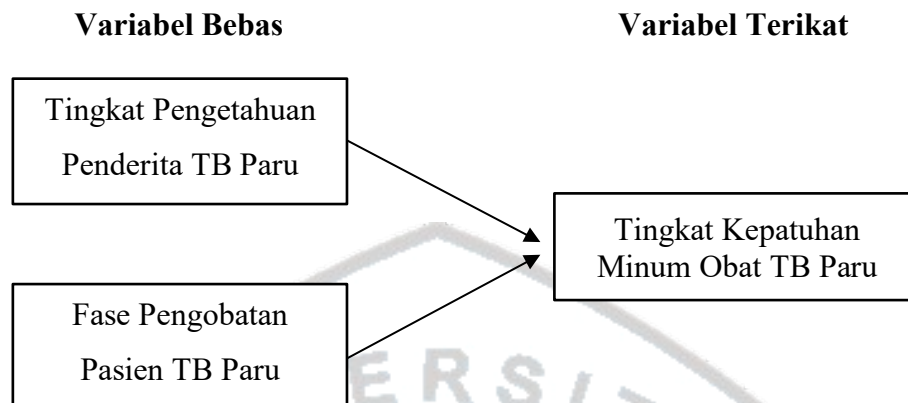 Variabel Bebas
Variabel Terikat
Tingkat Pengetahuan
Penderita TB Paru
Tingkat Kepatuhan
Minum Obat TB Paru
Fase Pengobatan
Pasien TB Paru